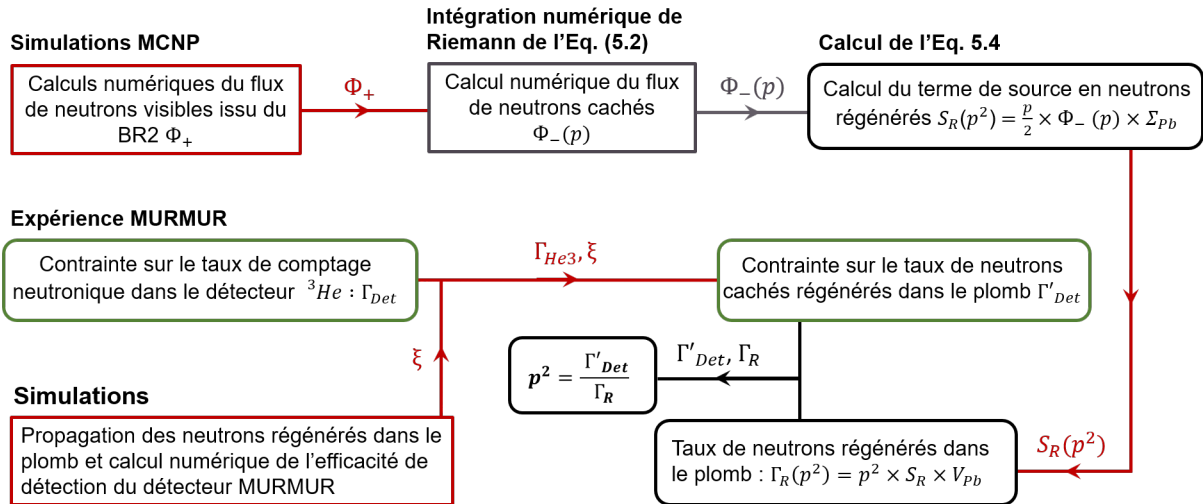 Simulations MCNP
Calculs numériques du flux
de neutrons visibles issu du
BR2 Φ₊
Φ₊
Intégration numérique de
Riemann de l’Eq. (5.2)
Calcul numérique du flux
de neutrons cachés
Φ₋(p)
Φ₋(p)
Calcul de l’Eq. 5.4
Calcul du terme de source en neutrons
régénérés S_R(p²) = p/2 × Φ₋ (p) × Σ_Pb
Expérience MURMUR
Contrainte sur le taux de comptage
neutronique dans le détecteur ³He : Γ_Det
Γ_He3, ξ
Contrainte sur le taux de neutrons
cachés régénérés dans le plomb Γ′_Det
ξ
p² = Γ′_Det / Γ_R
Γ′_Det, Γ_R
Simulations
Propagation des neutrons régénérés dans le
plomb et calcul numérique de l’efficacité de
détection du détecteur MURMUR
Taux de neutrons régénérés dans
le plomb : Γ_R(p²) = p² × S_R × V_Pb
S_R(p²)